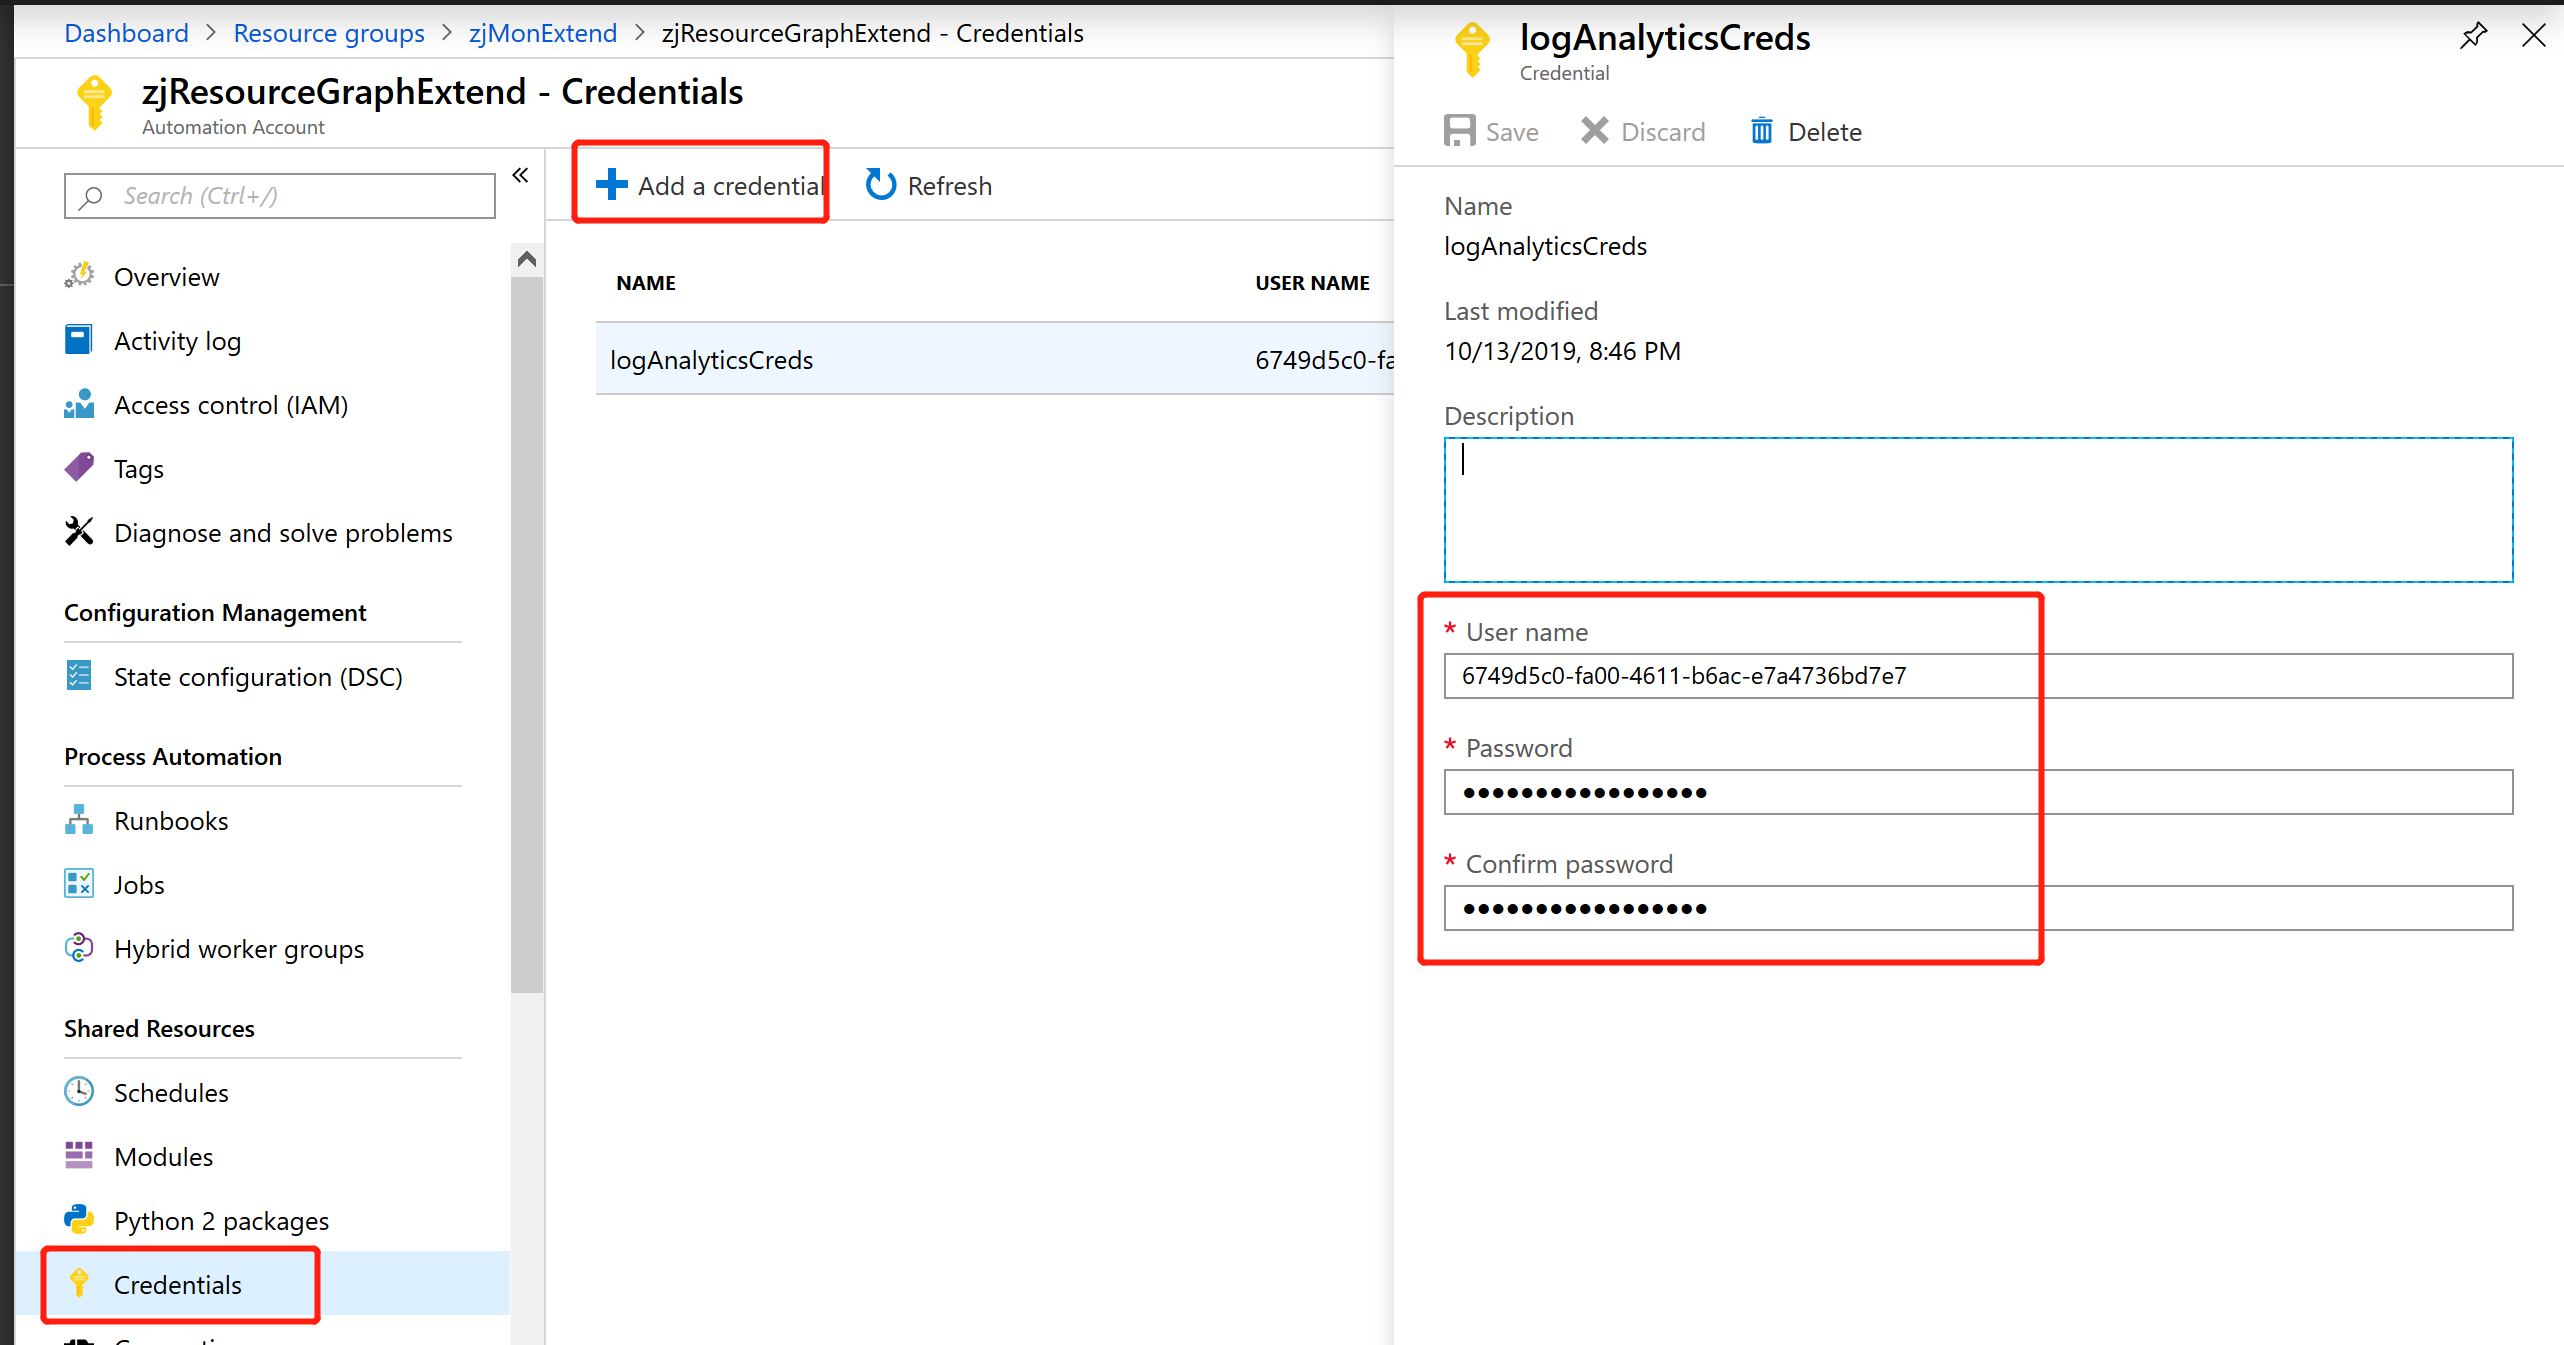 Dashboard > Resource groups > zjMonExtend > zjResourceGraphExtend - Credentials
zjResourceGraphExtend - Credentials
Automation Account
Search (Ctrl+/)
«
Overview
Activity log
Access control (IAM)
Tags
Diagnose and solve problems
Configuration Management
State configuration (DSC)
Process Automation
Runbooks
Jobs
Hybrid worker groups
Shared Resources
Schedules
Modules
Python 2 packages
Credentials
Add a credential
Refresh
NAME USER NAME
logAnalyticsCreds 6749d5c0-fa
logAnalyticsCreds
Credential
Save Discard Delete
Name
logAnalyticsCreds
Last modified
10/13/2019, 8:46 PM
Description
* User name
6749d5c0-fa00-4611-b6ac-e7a4736bd7e7
* Password
•••••••••••••••••
* Confirm password
•••••••••••••••••